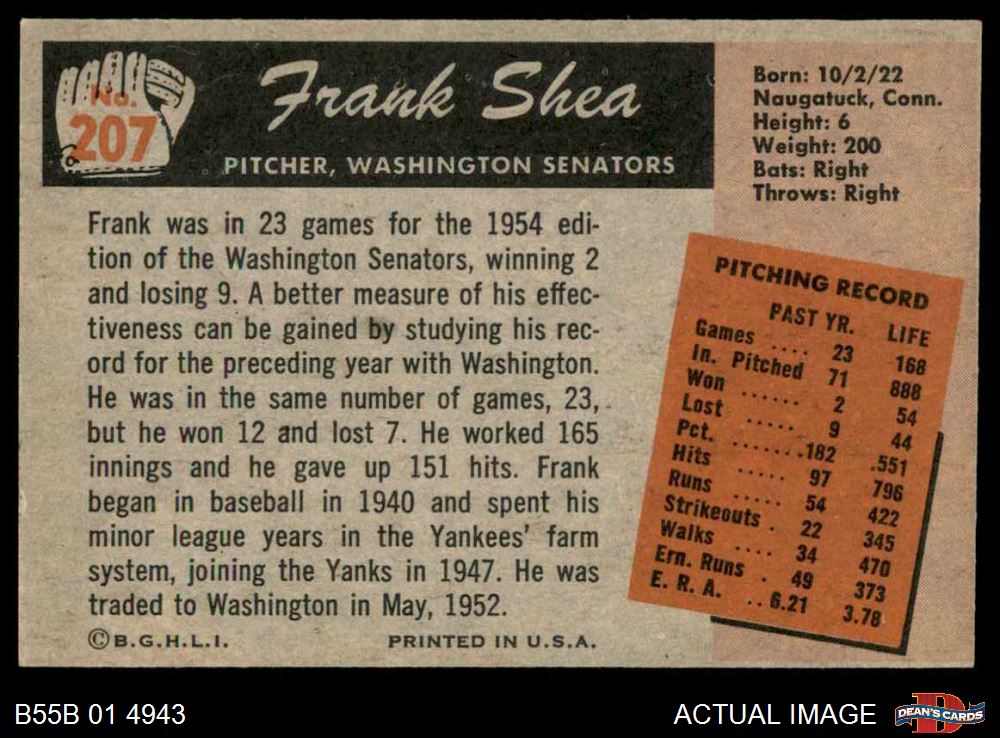 No.
207
Frank Shea
PITCHER, WASHINGTON SENATORS
Born: 10/2/22
Naugatuck, Conn.
Height: 6
Weight: 200
Bats: Right
Throws: Right
Frank was in 23 games for the 1954 edi-
tion of the Washington Senators, winning 2
and losing 9. A better measure of his effec-
tiveness can be gained by studying his rec-
ord for the preceding year with Washington.
He was in the same number of games, 23,
but he won 12 and lost 7. He worked 165
innings and he gave up 151 hits. Frank
began in baseball in 1940 and spent his
minor league years in the Yankees' farm
system, joining the Yanks in 1947. He was
traded to Washington in May, 1952.
©B.G.H.L.I. PRINTED IN U.S.A.
PITCHING RECORD
PAST YR. LIFE
Games .... 23 168
In. Pitched 71 888
Won ...... 2 54
Lost ..... 9 44
Pct. .......182 .551
Hits ..... 97 796
Runs ..... 54 422
Strikeouts . 22 345
Walks .... 34 470
Ern. Runs . 49 373
E. R. A. ..6.21 3.78
B55B 01 4943
ACTUAL IMAGE
D
DEAN'S CARDS